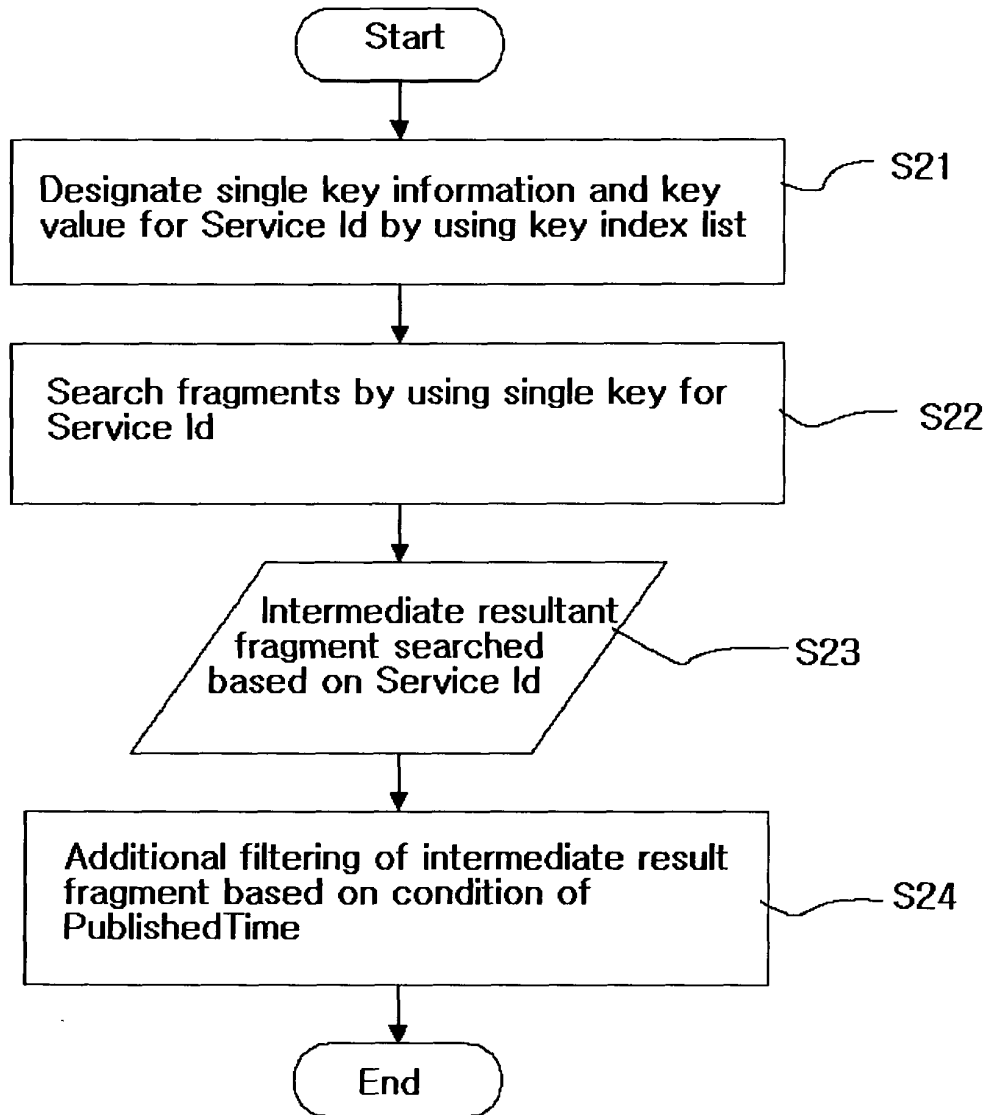 Start
Designate single key information and key
value for Service Id by using key index list
S21
Search fragments by using single key for
Service Id
S22
Intermediate resultant
fragment searched
based on Service Id
S23
Additional filtering of intermediate result
fragment based on condition of
PublishedTime
S24
End